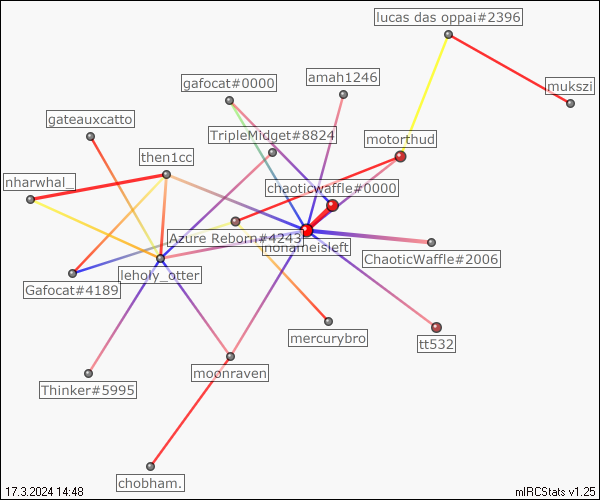 lucas das oppai#2396
amah1246
gafocat#0000
mukszi
gateauxcatto
TripleMidget#8824
motorthud
then1cc
nharwhal_
chaoticwaffle#0000
Azure Reborn#4243
nonameisleft
ChaoticWaffle#2006
leholy_otter
Gafocat#4189
mercurybro
tt532
moonraven
Thinker#5995
chobham.
17.3.2024 14:48
mIRCStats v1.25